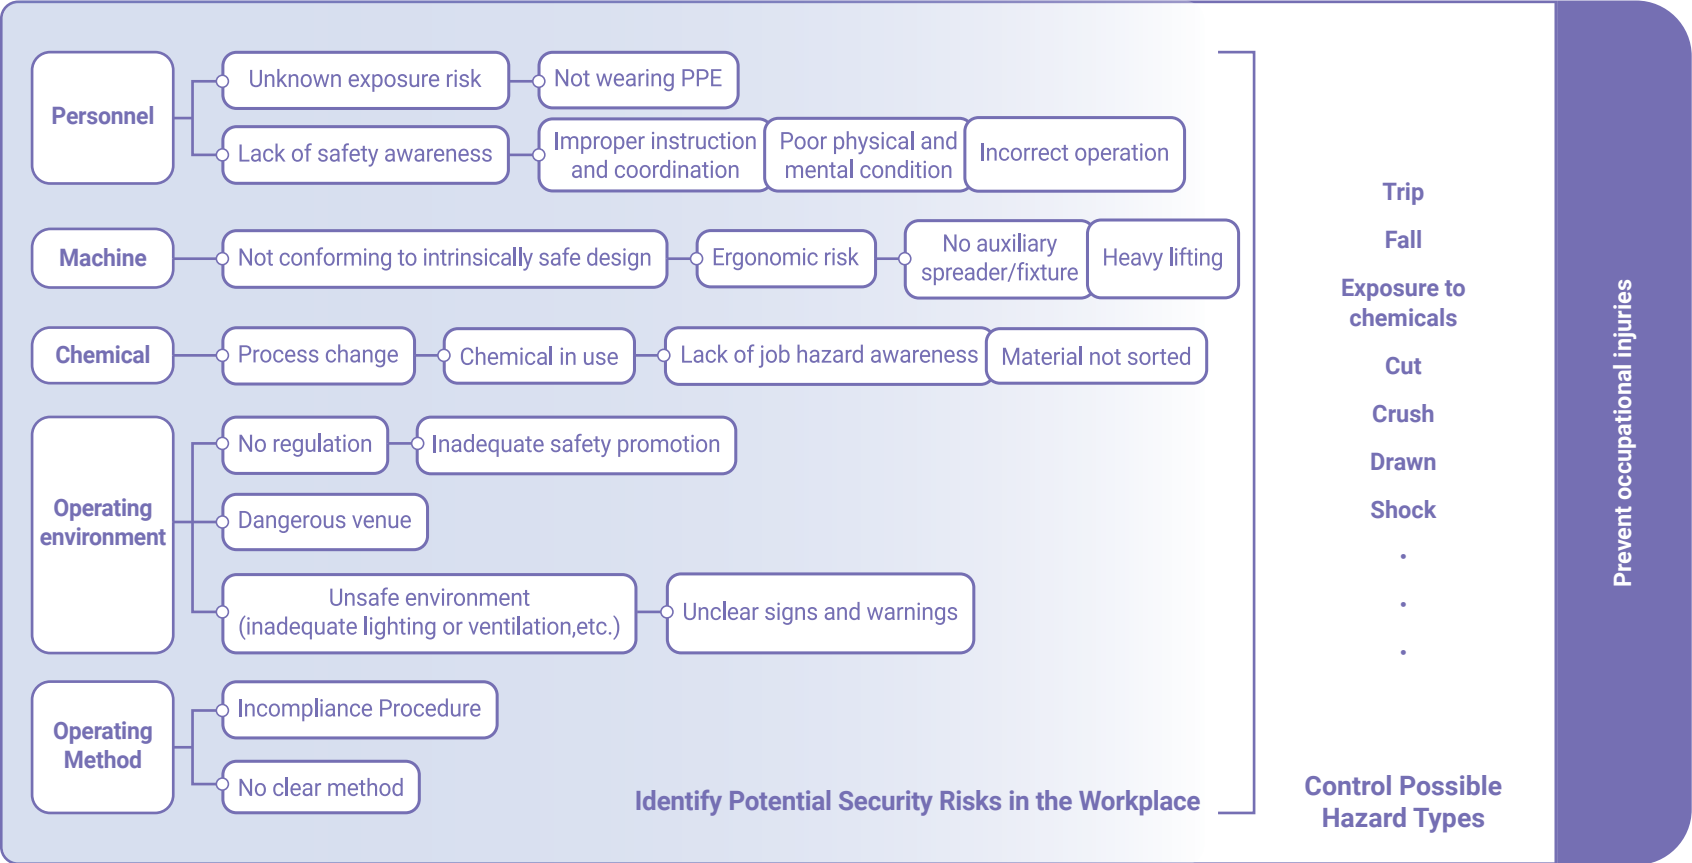 Personnel
Unknown exposure risk
Not wearing PPE
Lack of safety awareness
Improper instruction
and coordination
Poor physical and
mental condition
Incorrect operation
Machine
Not conforming to intrinsically safe design
Ergonomic risk
No auxiliary
spreader/fixture
Heavy lifting
Chemical
Process change
Chemical in use
Lack of job hazard awareness
Material not sorted
Operating
environment
No regulation
Inadequate safety promotion
Dangerous venue
Unsafe environment
(inadequate lighting or ventilation,etc.)
Unclear signs and warnings
Operating
Method
Incompliance Procedure
No clear method
Identify Potential Security Risks in the Workplace
Trip
Fall
Exposure to
chemicals
Cut
Crush
Drawn
Shock
.
.
.
Control Possible
Hazard Types
Prevent occupational injuries